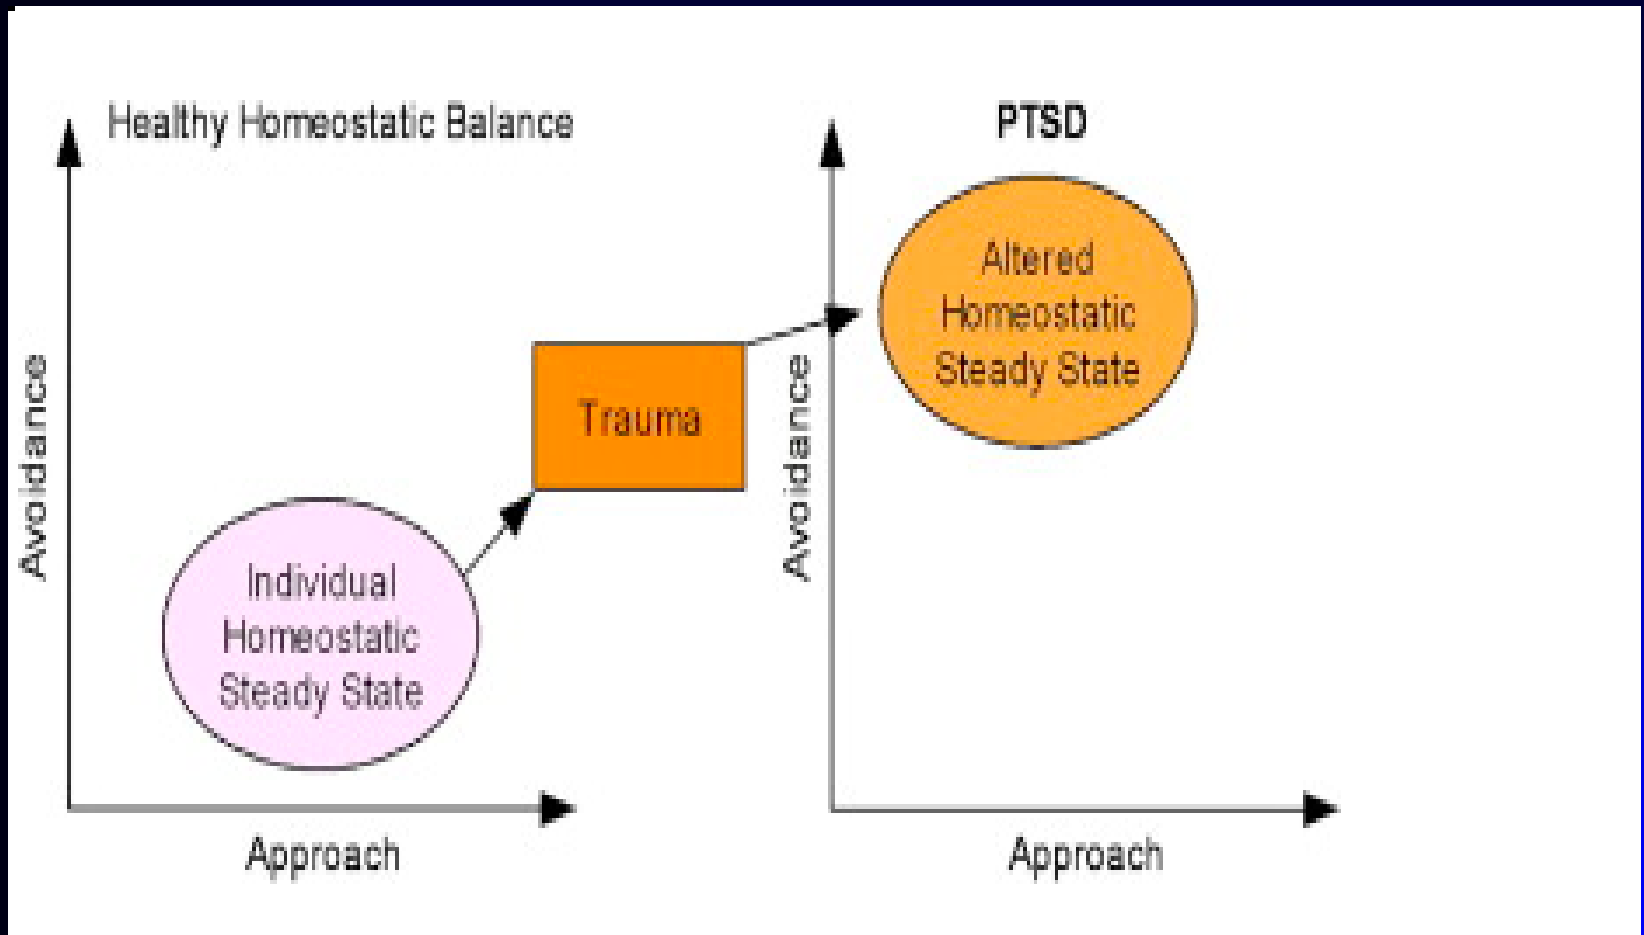 Healthy Homeostatic Balance
PTSD
Altered
Homeostatic
Steady State
Trauma
Avoidance
Avoidance
Individual
Homeostatic
Steady State
Approach
Approach